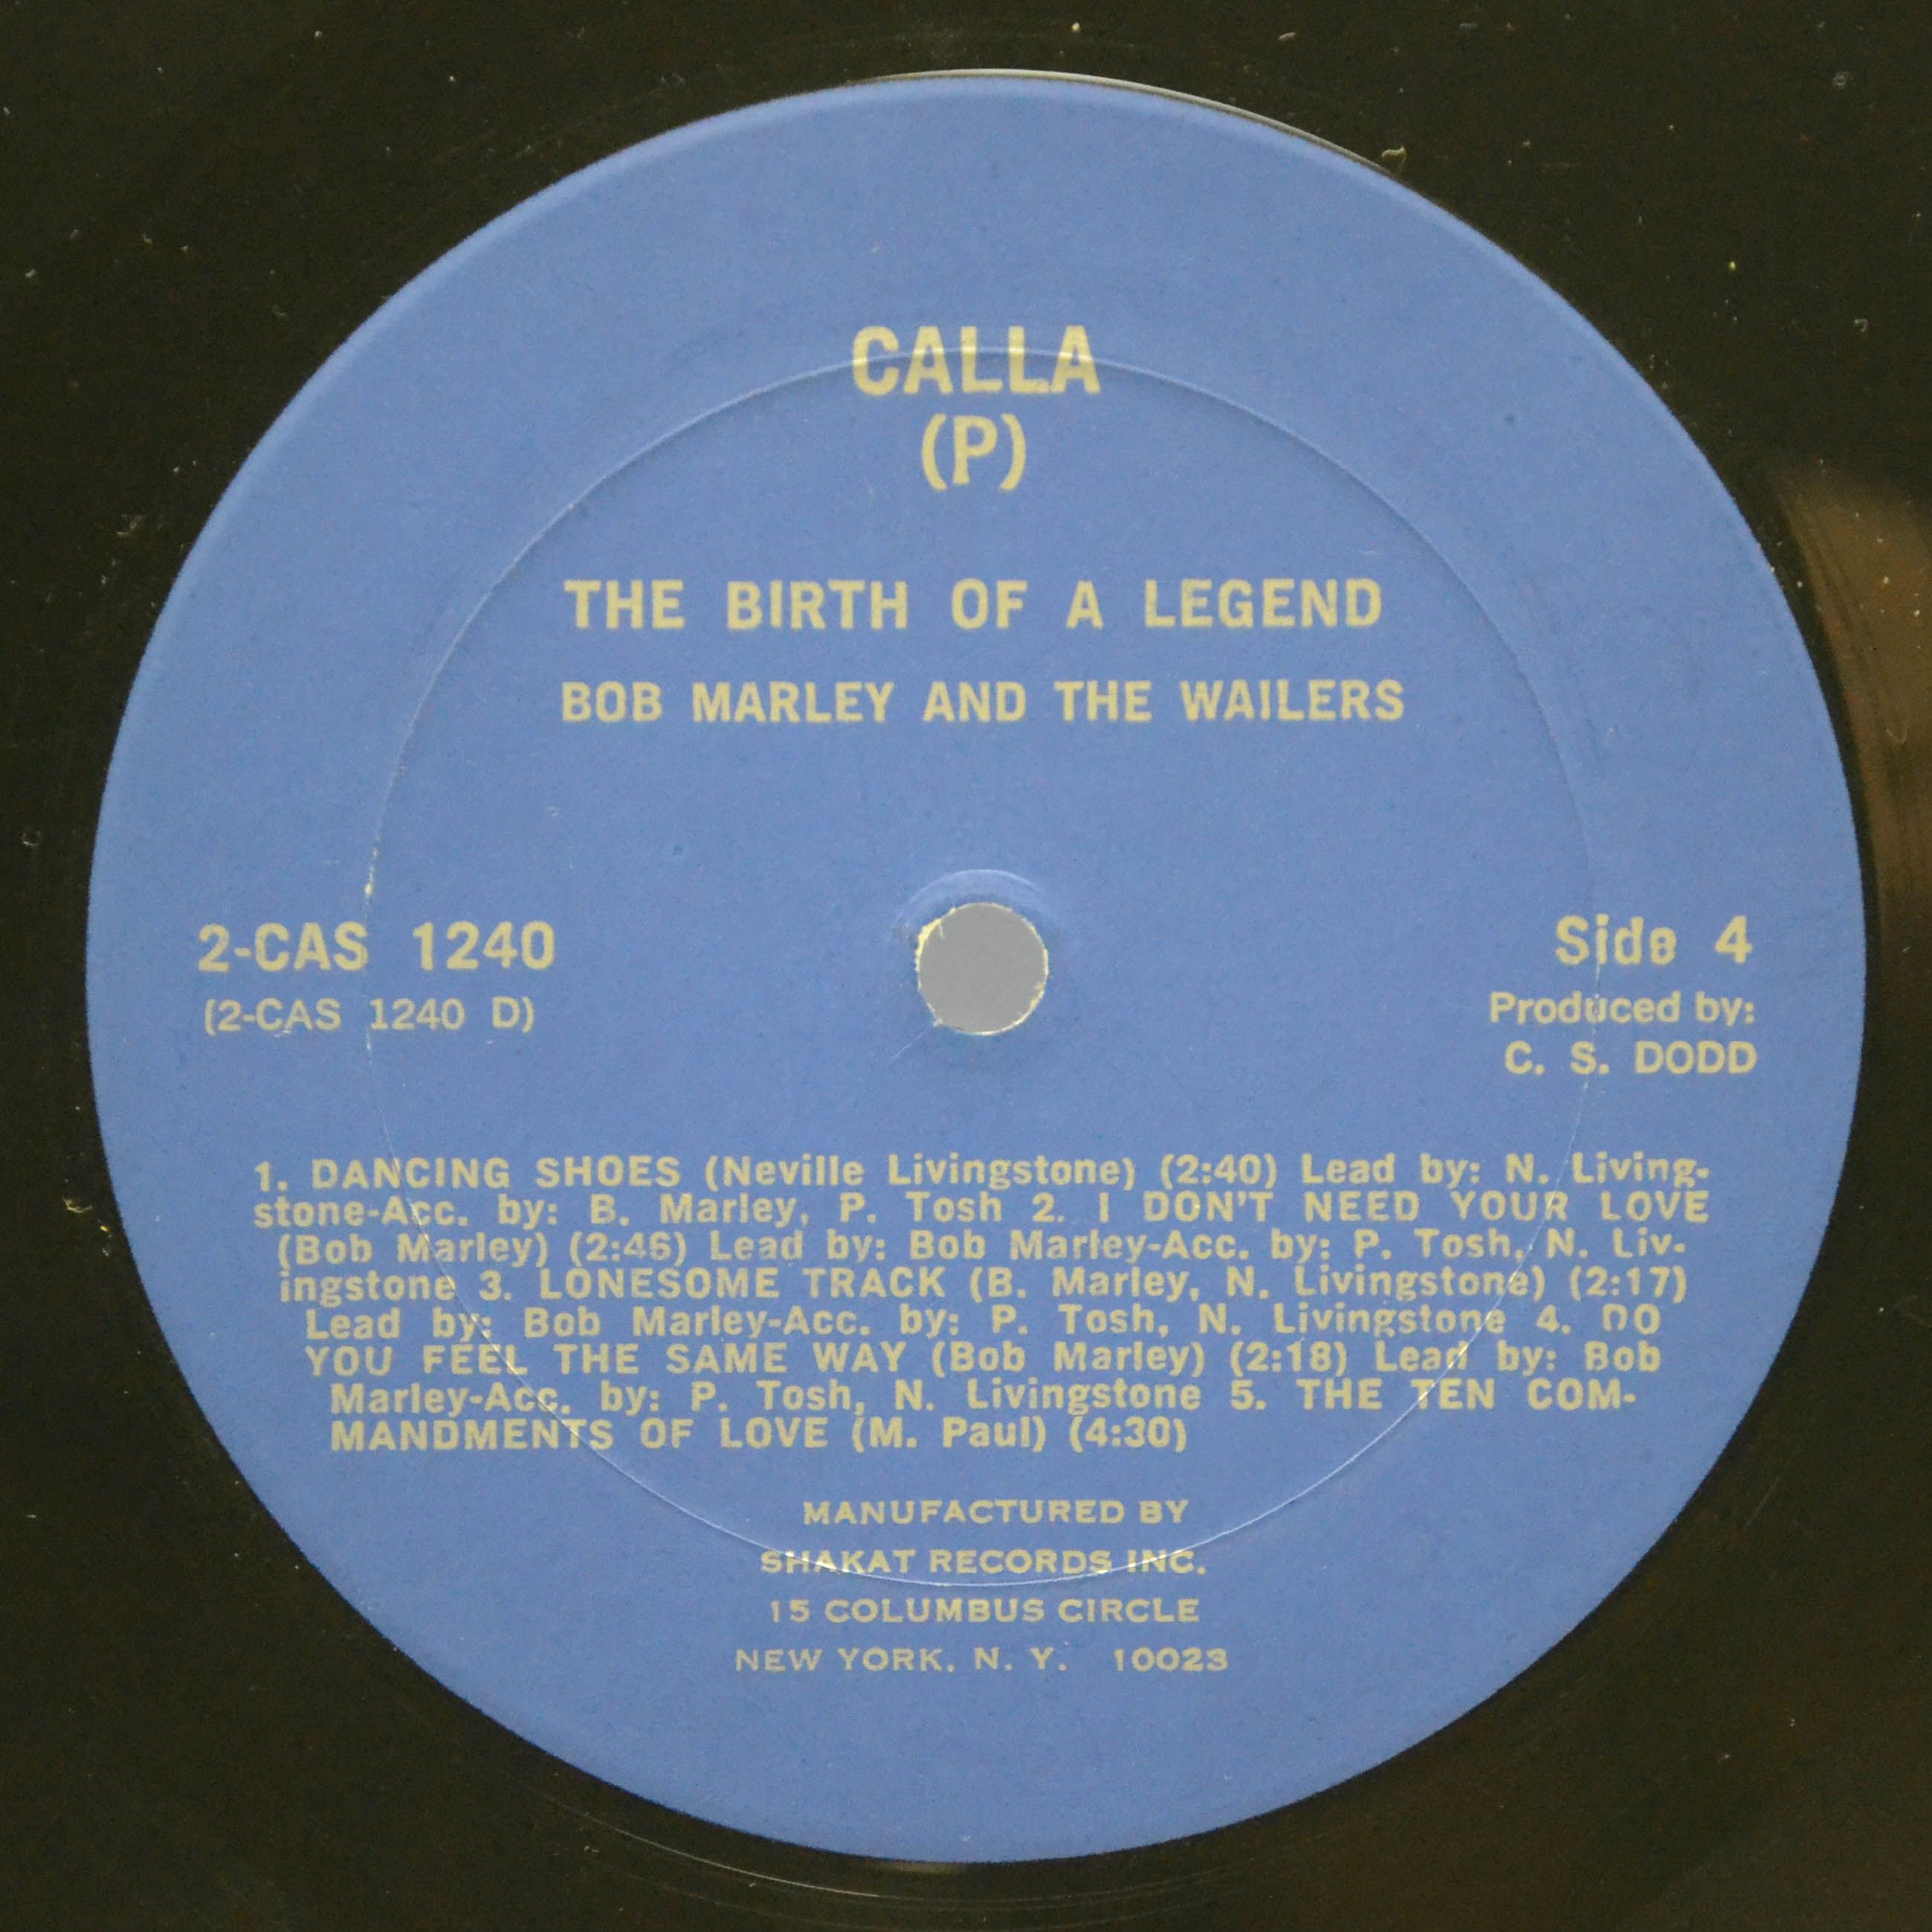 CALLA
(P)
THE BIRTH OF A LEGEND
BOB MARLEY AND THE WAILERS
2-CAS 1240
(2-CAS 1240 D)
Side 4
Produced by:
C. S. DODD
1. DANCING SHOES (Neville Livingstone) (2:40) Lead by: N. Living-
stone-Acc. by: B. Marley, P. Tosh 2. I DON'T NEED YOUR LOVE
(Bob Marley) (2:46) Lead by: Bob Marley-Acc. by: P. Tosh, N. Liv-
ingstone 3. LONESOME TRACK (B. Marley, N. Livingstone) (2:17)
Lead by: Bob Marley-Acc. by: P. Tosh, N. Livingstone 4. DO
YOU FEEL THE SAME WAY (Bob Marley) (2:18) Lead by: Bob
Marley-Acc. by: P. Tosh, N. Livingstone 5. THE TEN COM-
MANDMENTS OF LOVE (M. Paul) (4:30)
MANUFACTURED BY
SHAKAT RECORDS INC.
15 COLUMBUS CIRCLE
NEW YORK, N. Y. 10023